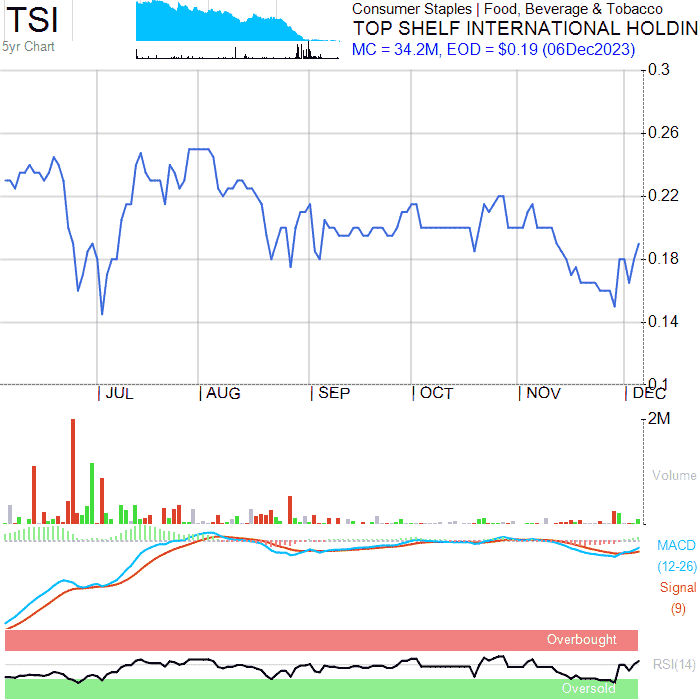 TSI
5yr Chart
Consumer Staples | Food, Beverage & Tobacco
TOP SHELF INTERNATIONAL HOLDIN
MC = 34.2M, EOD = $0.19 (06Dec2023)
0.3
0.26
0.22
0.18
0.14
0.1
| JUL
| AUG
| SEP
| OCT
| NOV
| DEC
2M
Volume
MACD
(12-26)
Signal
(9)
Overbought
RSI(14)
Oversold